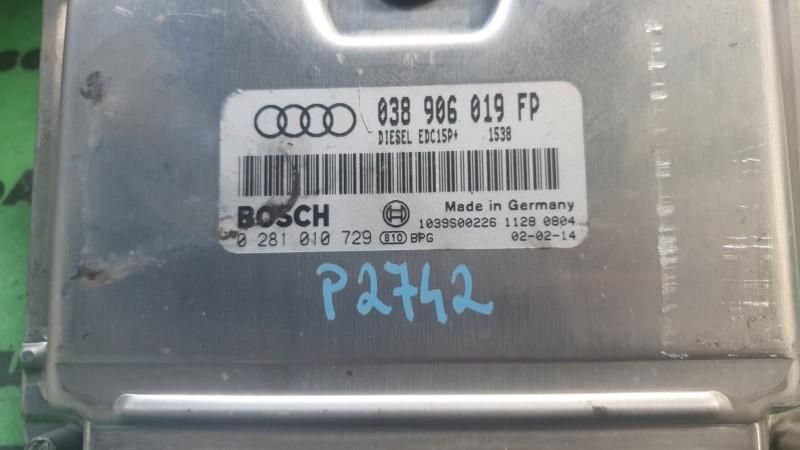 038 906 019 FP
DIESEL EDC15P+ 1538
Made in Germany
BOSCH
1039S00226 1128 0804
0 281 010 729 810 BPG 02-02-14
P2742